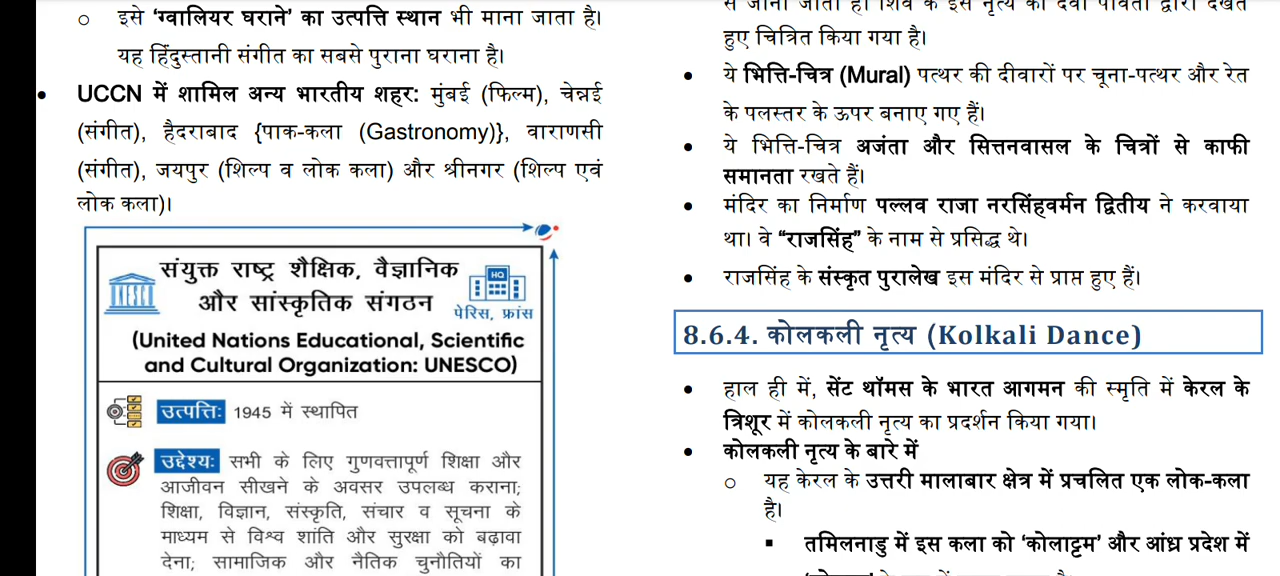 इसे ‘ग्वालियर घराने’ का उत्पत्ति स्थान भी माना जाता है।
यह हिंदुस्तानी संगीत का सबसे पुराना घराना है।
UCCN में शामिल अन्य भारतीय शहर: मुंबई (फिल्म), चेन्नई
(संगीत), हैदराबाद {पाक-कला (Gastronomy)}, वाराणसी
(संगीत), जयपुर (शिल्प व लोक कला) और श्रीनगर (शिल्प एवं
लोक कला)।
संयुक्त राष्ट्र शैक्षिक, वैज्ञानिक
और सांस्कृतिक संगठन
UNESCO
HQ
पेरिस, फ्रांस
(United Nations Educational, Scientific
and Cultural Organization: UNESCO)
उत्पत्ति: 1945 में स्थापित
उद्देश्य: सभी के लिए गुणवत्तापूर्ण शिक्षा और
आजीवन सीखने के अवसर उपलब्ध कराना;
शिक्षा, विज्ञान, संस्कृति, संचार व सूचना के
माध्यम से विश्व शांति और सुरक्षा को बढ़ावा
देना; सामाजिक और नैतिक चुनौतियों का
से जाना जाता है। शिव के इस नृत्य को देवी पार्वती द्वारा देखते
हुए चित्रित किया गया है।
ये भित्ति-चित्र (Mural) पत्थर की दीवारों पर चूना-पत्थर और रेत
के पलस्तर के ऊपर बनाए गए हैं।
ये भित्ति-चित्र अजंता और सित्तनवासल के चित्रों से काफी
समानता रखते हैं।
मंदिर का निर्माण पल्लव राजा नरसिंहवर्मन द्वितीय ने करवाया
था। वे “राजसिंह” के नाम से प्रसिद्ध थे।
राजसिंह के संस्कृत पुरालेख इस मंदिर से प्राप्त हुए हैं।
8.6.4. कोलकली नृत्य (Kolkali Dance)
हाल ही में, सेंट थॉमस के भारत आगमन की स्मृति में केरल के
त्रिशूर में कोलकली नृत्य का प्रदर्शन किया गया।
कोलकली नृत्य के बारे में
यह केरल के उत्तरी मालाबार क्षेत्र में प्रचलित एक लोक-कला
है।
तमिलनाडु में इस कला को ‘कोलाट्टम’ और आंध्र प्रदेश में